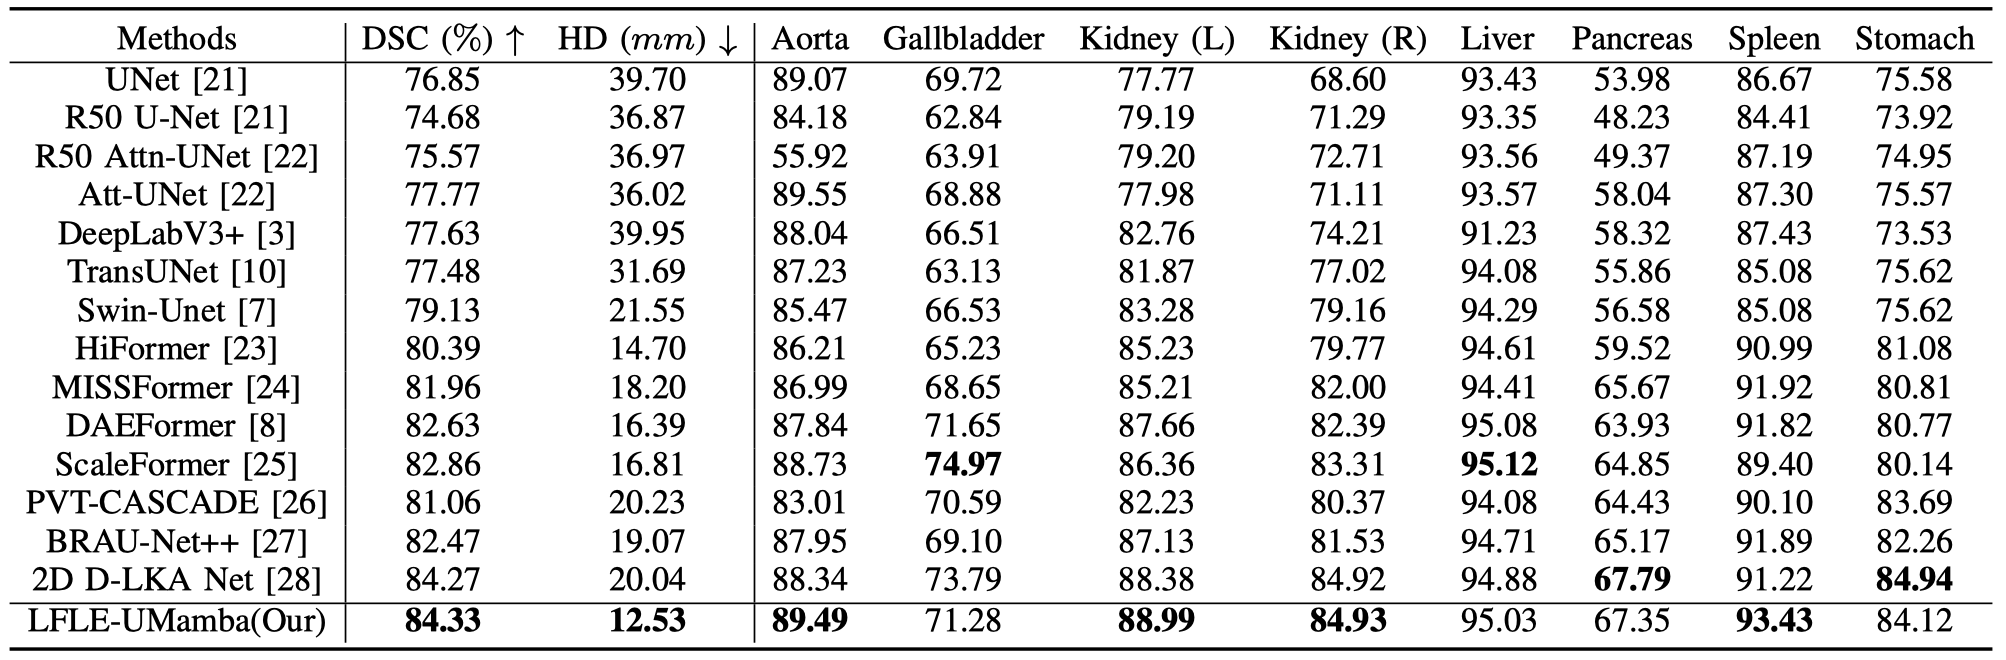 Methods DSC (%) ↑ HD (mm) ↓ Aorta Gallbladder Kidney (L) Kidney (R) Liver Pancreas Spleen Stomach
UNet [21] 76.85 39.70 89.07 69.72 77.77 68.60 93.43 53.98 86.67 75.58
R50 U-Net [21] 74.68 36.87 84.18 62.84 79.19 71.29 93.35 48.23 84.41 73.92
R50 Attn-UNet [22] 75.57 36.97 55.92 63.91 79.20 72.71 93.56 49.37 87.19 74.95
Att-UNet [22] 77.77 36.02 89.55 68.88 77.98 71.11 93.57 58.04 87.30 75.57
DeepLabV3+ [3] 77.63 39.95 88.04 66.51 82.76 74.21 91.23 58.32 87.43 73.53
TransUNet [10] 77.48 31.69 87.23 63.13 81.87 77.02 94.08 55.86 85.08 75.62
Swin-Unet [7] 79.13 21.55 85.47 66.53 83.28 79.16 94.29 56.58 85.08 75.62
HiFormer [23] 80.39 14.70 86.21 65.23 85.23 79.77 94.61 59.52 90.99 81.08
MISSFormer [24] 81.96 18.20 86.99 68.65 85.21 82.00 94.41 65.67 91.92 80.81
DAEFormer [8] 82.63 16.39 87.84 71.65 87.66 82.39 95.08 63.93 91.82 80.77
ScaleFormer [25] 82.86 16.81 88.73 74.97 86.36 83.31 95.12 64.85 89.40 80.14
PVT-CASCADE [26] 81.06 20.23 83.01 70.59 82.23 80.37 94.08 64.43 90.10 83.69
BRAU-Net++ [27] 82.47 19.07 87.95 69.10 87.13 81.53 94.71 65.17 91.89 82.26
2D D-LKA Net [28] 84.27 20.04 88.34 73.79 88.38 84.92 94.88 67.79 91.22 84.94
LFLE-UMamba(Our) 84.33 12.53 89.49 71.28 88.99 84.93 95.03 67.35 93.43 84.12